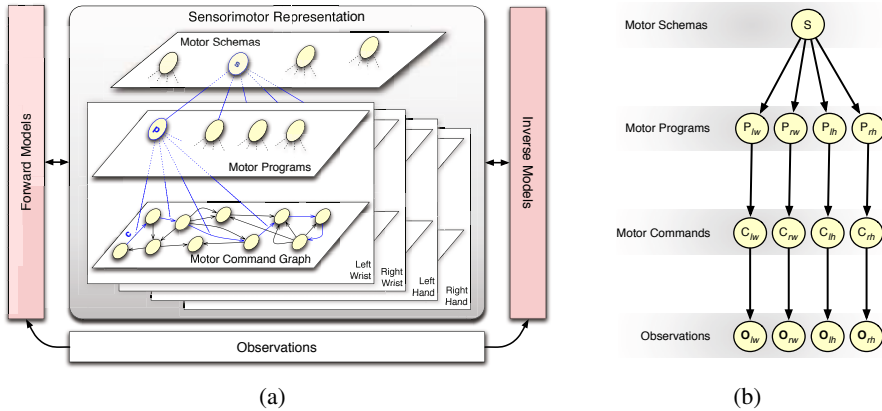 Sensorimotor Representation
Motor Schemas
s
Forward Models
Inverse Models
p
Motor Programs
c
Motor Command Graph
Left
Wrist
Right
Wrist
Left
Hand
Right
Hand
Observations
(a)
Motor Schemas
S
Motor Programs
P_lw P_rw P_lh P_rh
Motor Commands
C_lw C_rw C_lh C_rh
Observations
O_lw O_rw O_lh O_rh
(b)